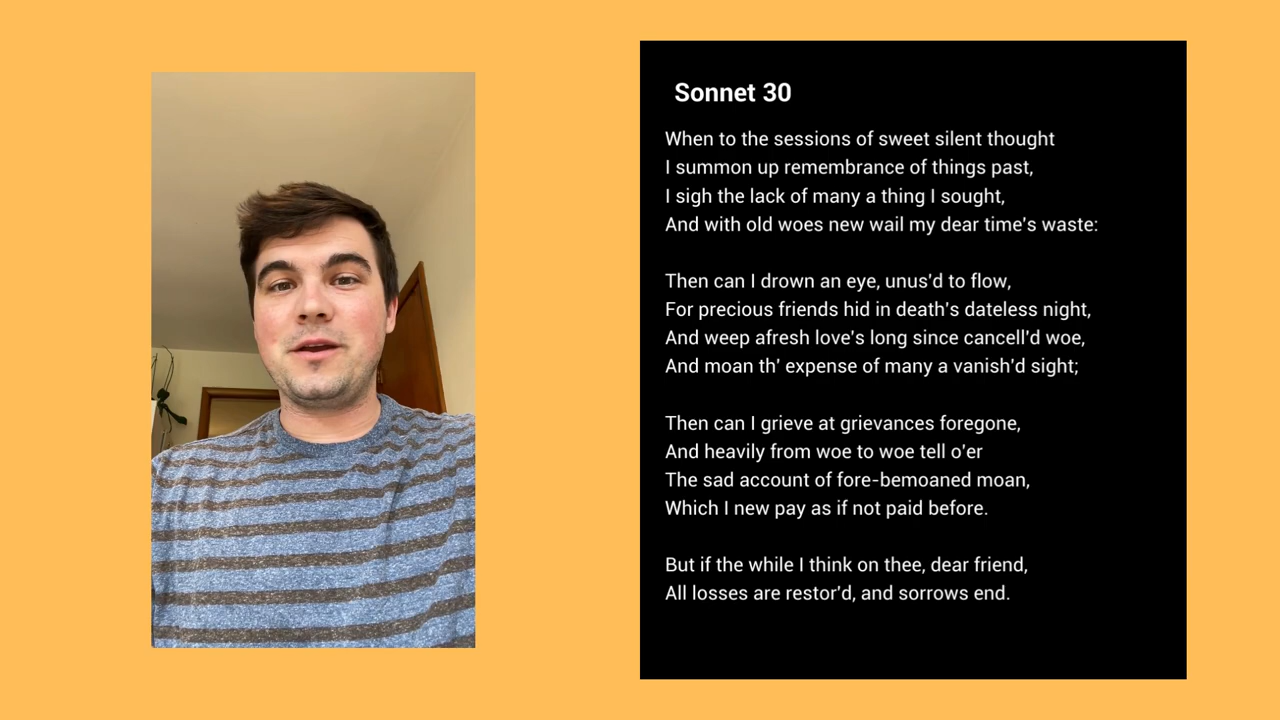 Sonnet 30
When to the sessions of sweet silent thought
I summon up remembrance of things past,
I sigh the lack of many a thing I sought,
And with old woes new wail my dear time's waste:
Then can I drown an eye, unus'd to flow,
For precious friends hid in death's dateless night,
And weep afresh love's long since cancell'd woe,
And moan th' expense of many a vanish'd sight;
Then can I grieve at grievances foregone,
And heavily from woe to woe tell o'er
The sad account of fore-bemoaned moan,
Which I new pay as if not paid before.
But if the while I think on thee, dear friend,
All losses are restor'd, and sorrows end.